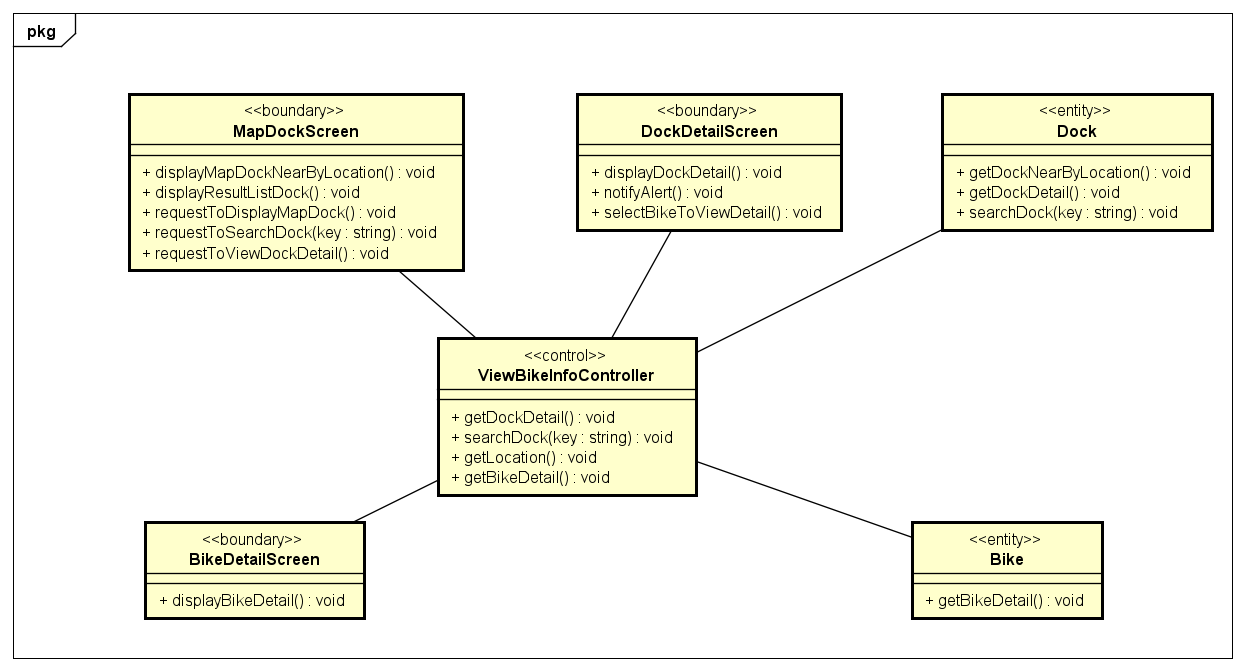 pkg
<<boundary>>
MapDockScreen
+ displayMapDockNearByLocation() : void
+ displayResultListDock() : void
+ requestToDisplayMapDock() : void
+ requestToSearchDock(key : string) : void
+ requestToViewDockDetail() : void
<<boundary>>
DockDetailScreen
+ displayDockDetail() : void
+ notifyAlert() : void
+ selectBikeToViewDetail() : void
<<entity>>
Dock
+ getDockNearByLocation() : void
+ getDockDetail() : void
+ searchDock(key : string) : void
<<control>>
ViewBikeInfoController
+ getDockDetail() : void
+ searchDock(key : string) : void
+ getLocation() : void
+ getBikeDetail() : void
<<boundary>>
BikeDetailScreen
+ displayBikeDetail() : void
<<entity>>
Bike
+ getBikeDetail() : void